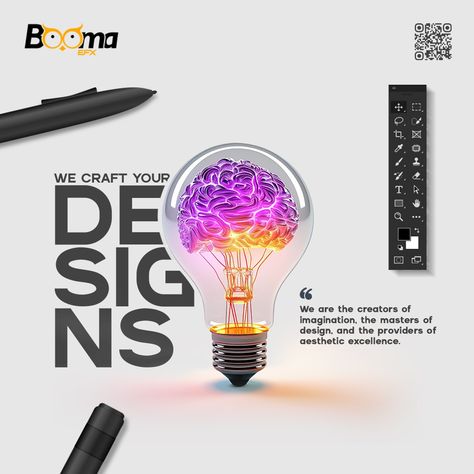 Booma
EFX
WE CRAFT YOUR
DE
SIG
NS
T
“
We are the creators of
imagination, the masters of
design, and the providers of
aesthetic excellence.